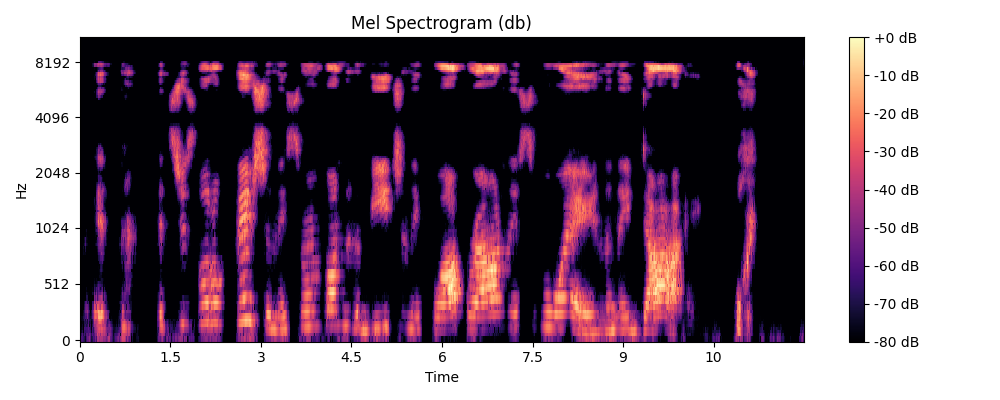 Mel Spectrogram (db)
8192
4096
2048
1024
512
0
Hz
0 1.5 3 4.5 6 7.5 9 10
Time
+0 dB
-10 dB
-20 dB
-30 dB
-40 dB
-50 dB
-60 dB
-70 dB
-80 dB